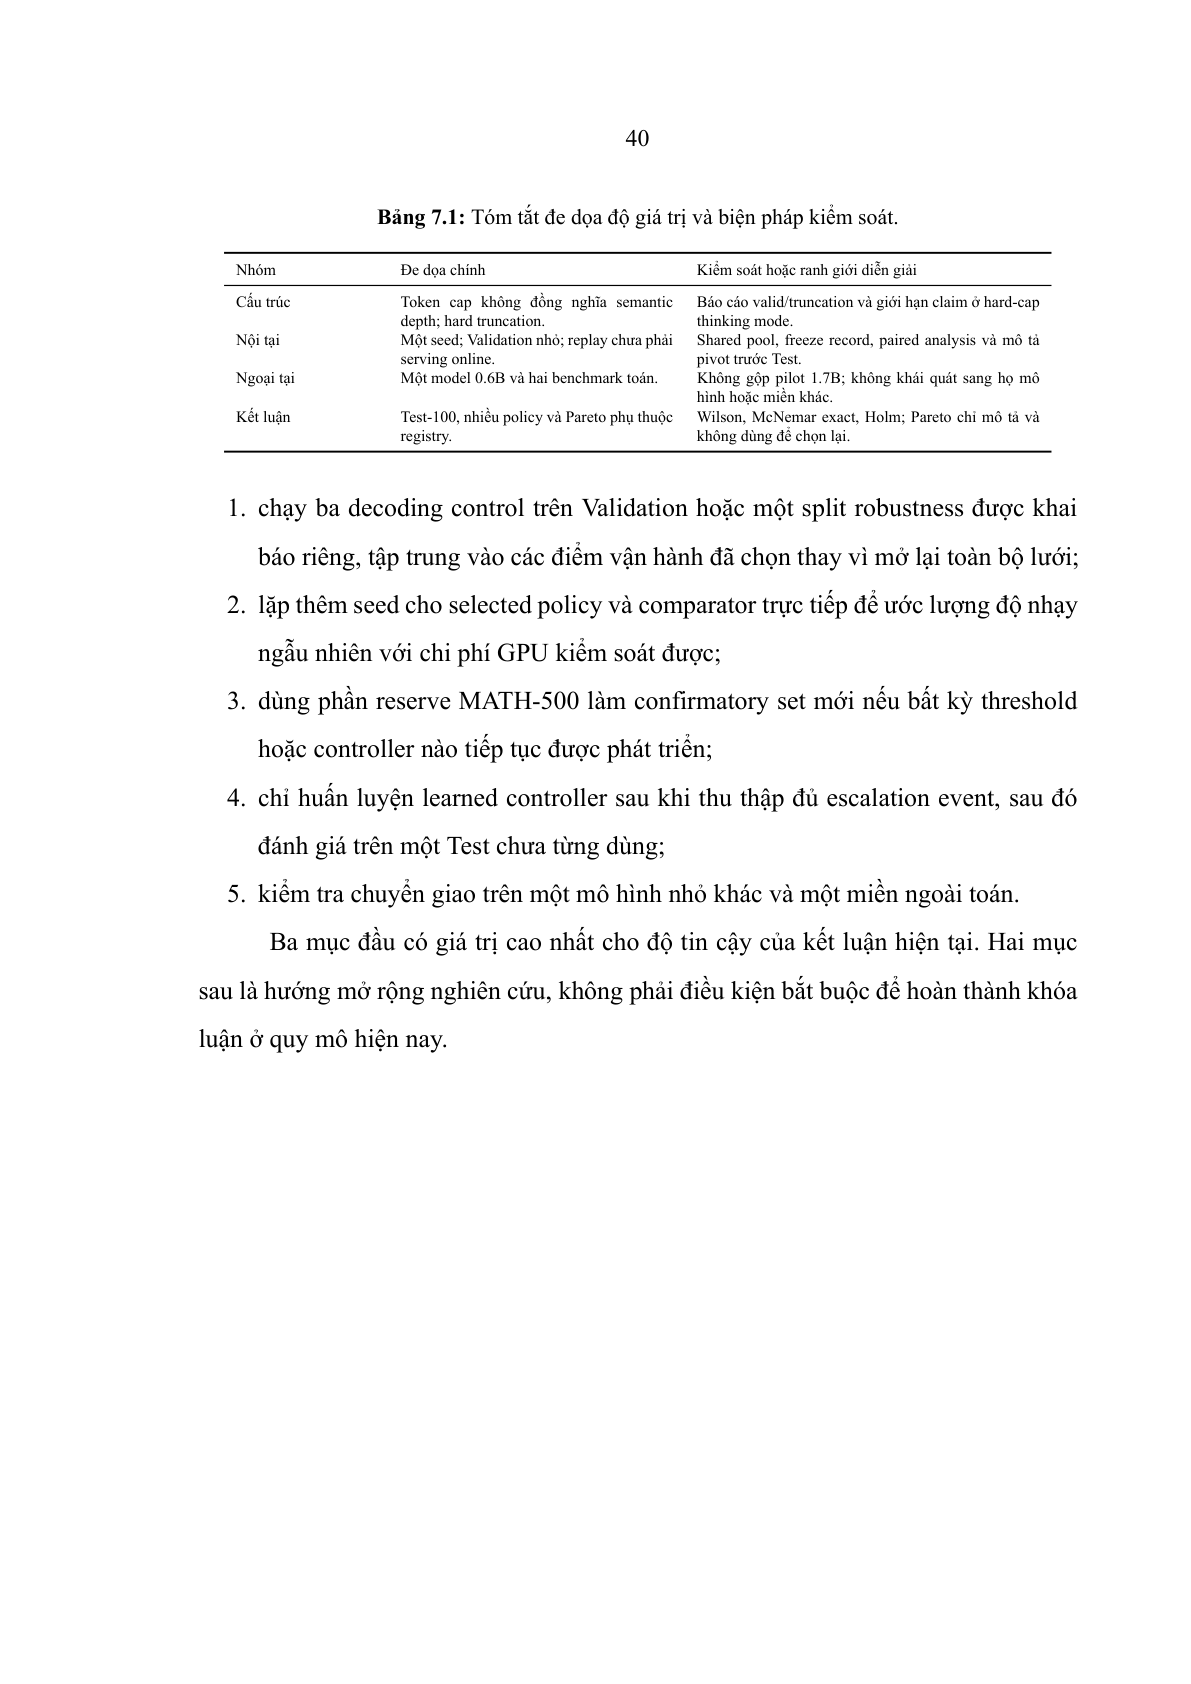 40
Bảng 7.1: Tóm tắt đe dọa độ giá trị và biện pháp kiểm soát.
Nhóm Đe dọa chính Kiểm soát hoặc ranh giới diễn giải
Cấu trúc Token cap không đồng nghĩa semantic Báo cáo valid/truncation và giới hạn claim ở hard-cap
depth; hard truncation. thinking mode.
Nội tại Một seed; Validation nhỏ; replay chưa phải Shared pool, freeze record, paired analysis và mô tả
serving online. pivot trước Test.
Ngoại tại Một model 0.6B và hai benchmark toán. Không gộp pilot 1.7B; không khái quát sang họ mô
hình hoặc miền khác.
Kết luận Test-100, nhiều policy và Pareto phụ thuộc Wilson, McNemar exact, Holm; Pareto chỉ mô tả và
registry. không dùng để chọn lại.
1. chạy ba decoding control trên Validation hoặc một split robustness được khai
báo riêng, tập trung vào các điểm vận hành đã chọn thay vì mở lại toàn bộ lưới;
2. lặp thêm seed cho selected policy và comparator trực tiếp để ước lượng độ nhạy
ngẫu nhiên với chi phí GPU kiểm soát được;
3. dùng phần reserve MATH-500 làm confirmatory set mới nếu bất kỳ threshold
hoặc controller nào tiếp tục được phát triển;
4. chỉ huấn luyện learned controller sau khi thu thập đủ escalation event, sau đó
đánh giá trên một Test chưa từng dùng;
5. kiểm tra chuyển giao trên một mô hình nhỏ khác và một miền ngoài toán.
Ba mục đầu có giá trị cao nhất cho độ tin cậy của kết luận hiện tại. Hai mục
sau là hướng mở rộng nghiên cứu, không phải điều kiện bắt buộc để hoàn thành khóa
luận ở quy mô hiện nay.